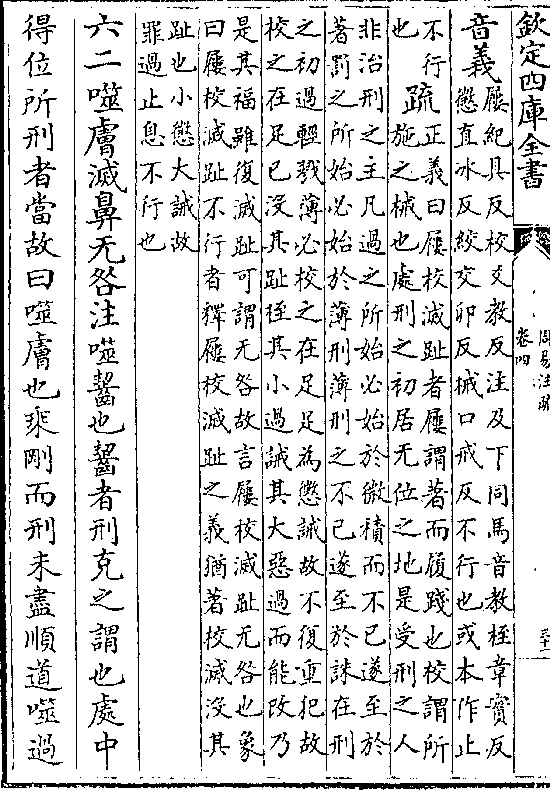 欽定四庫全書
周易注疏
卷四
音義屨紀具反校爻教反注及下同馬音教桎章實反
懲直冰反絞交卯反械口戒反不行也或本作止
不行
也
疏正義曰屨校滅趾者屨謂著而履踐也校謂所
施之械也處刑之初居无位之地是受刑之人
非治刑之主凡過之所始必始於微積而不已遂至於
著罰之所始必始於薄刑薄刑之不已遂至於誅在刑
之初過輕戮薄必校之在足足為懲誡故不復重犯故
校之在足已没其趾桎其小過誡其大惡過而能改乃
是其福雖復滅趾可謂无咎故言屨校滅趾无咎也象
曰屨校滅趾不行者釋屨校滅趾之義猶著校滅沒其
趾也小懲大誡故
罪過止息不行也
六二噬膚滅鼻无咎注噬齧也齧者刑克之謂也處中
得位所刑者當故曰噬膚也乘剛而刑未盡順道噬過